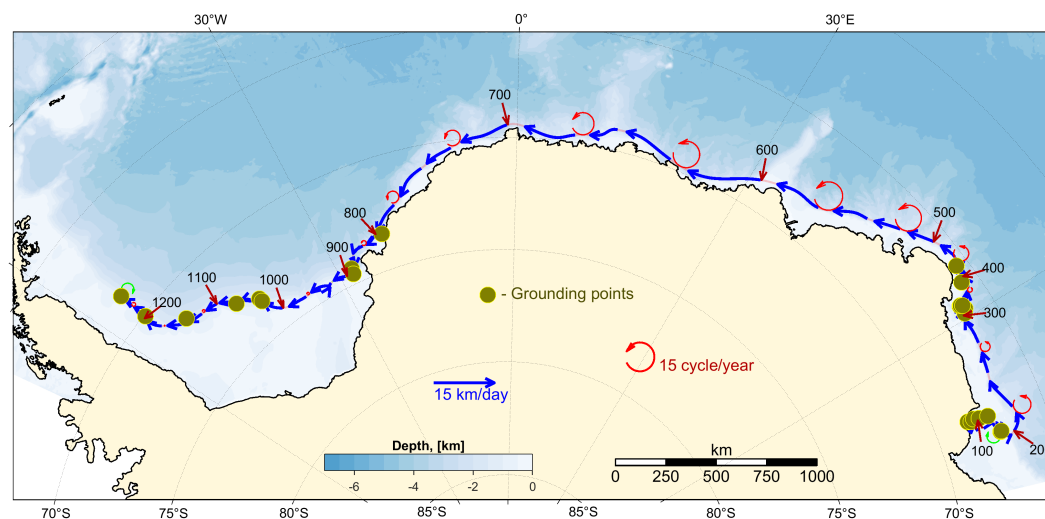 30°W 0° 30°E
700
600
800
500
900
400
1100 1000
1200
300
- Grounding points
15 cycle/year
15 km/day
Depth, [km]
km
100 20
-6 -4 -2 0
0 250 500 750 1000
70°S 75°S 80°S 85°S 85°S 80°S 75°S 70°S